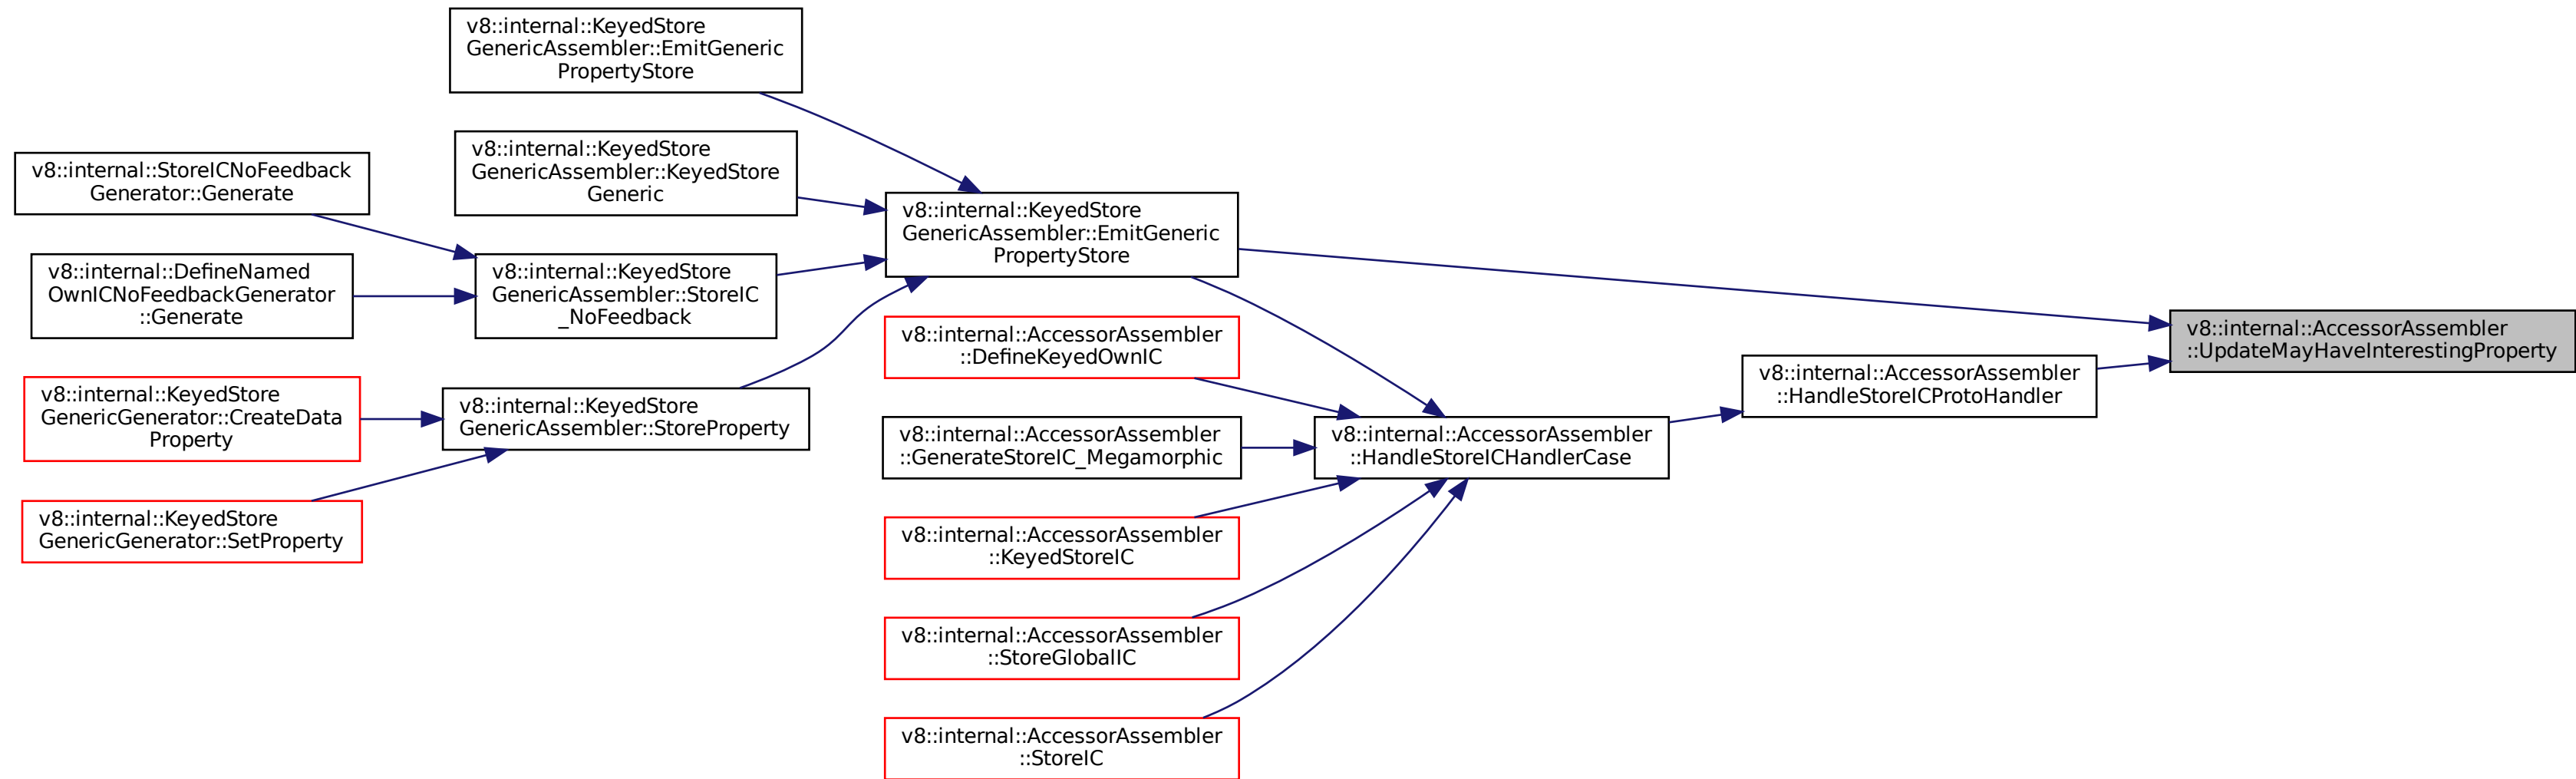 v8::internal::KeyedStore
GenericAssembler::EmitGeneric
PropertyStore
v8::internal::KeyedStore
GenericAssembler::KeyedStore
Generic
v8::internal::StoreICNoFeedback
Generator::Generate
v8::internal::KeyedStore
GenericAssembler::EmitGeneric
PropertyStore
v8::internal::DefineNamed
OwnICNoFeedbackGenerator
::Generate
v8::internal::KeyedStore
GenericAssembler::StoreIC
_NoFeedback
v8::internal::AccessorAssembler
::DefineKeyedOwnIC
v8::internal::AccessorAssembler
::UpdateMayHaveInterestingProperty
v8::internal::AccessorAssembler
::HandleStoreICProtoHandler
v8::internal::KeyedStore
GenericGenerator::CreateData
Property
v8::internal::KeyedStore
GenericAssembler::StoreProperty
v8::internal::AccessorAssembler
::GenerateStoreIC_Megamorphic
v8::internal::AccessorAssembler
::HandleStoreICHandlerCase
v8::internal::KeyedStore
GenericGenerator::SetProperty
v8::internal::AccessorAssembler
::KeyedStoreIC
v8::internal::AccessorAssembler
::StoreGlobalIC
v8::internal::AccessorAssembler
::StoreIC